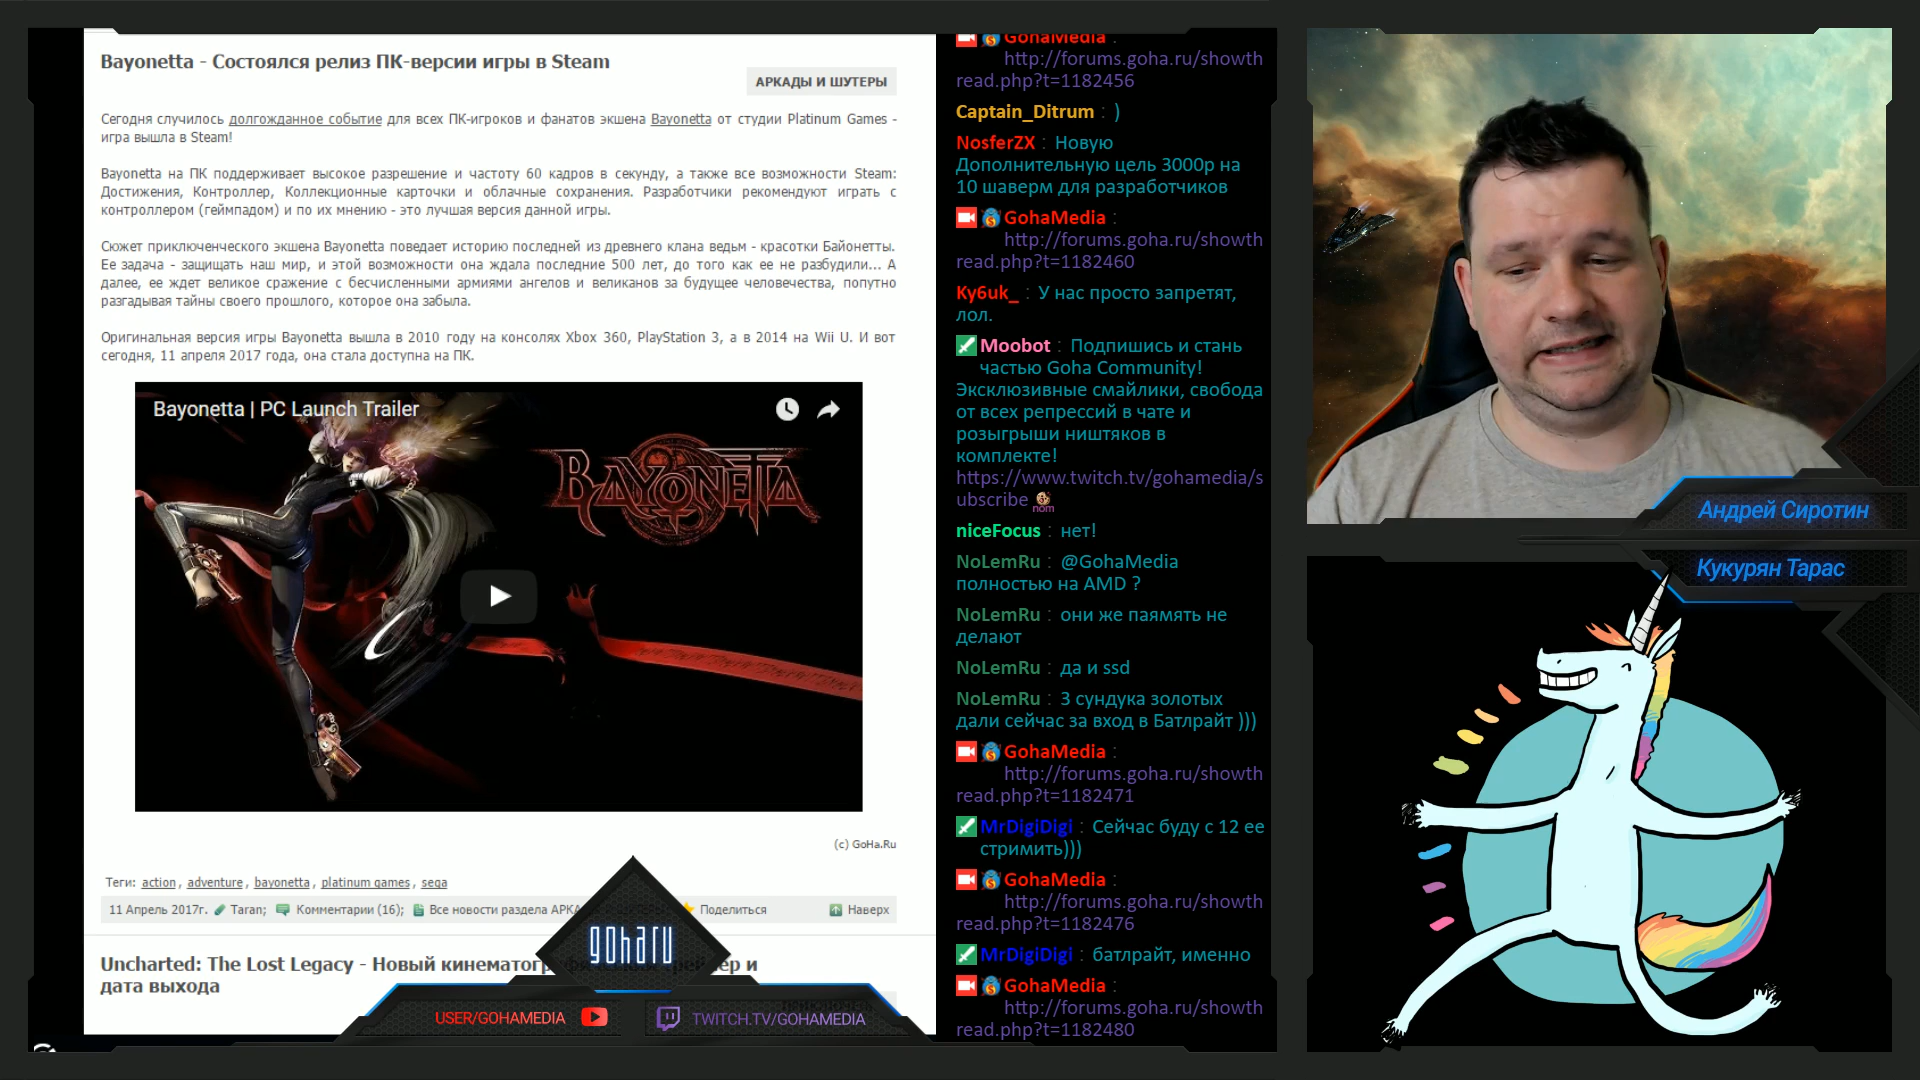 Bayonetta - Состоялся релиз ПК-версии игры в Steam
АРКАДЫ И ШУТЕРЫ
Сегодня случилось долгожданное событие для всех ПК-игроков и фанатов экшена Bayonetta от студии Platinum Games -
игра вышла в Steam!
Bayonetta на ПК поддерживает высокое разрешение и частоту 60 кадров в секунду, а также все возможности Steam:
Достижения, Контроллер, Коллекционные карточки и облачные сохранения. Разработчики рекомендуют играть с
контроллером (геймпадом) и по их мнению - это лучшая версия данной игры.
Сюжет приключенческого экшена Bayonetta поведает историю последней из древнего клана ведьм - красотки Байонетты.
Ее задача - защищать наш мир, и этой возможности она ждала последние 500 лет, до того как ее не разбудили... А
далее, ее ждет великое сражение с бесчисленными армиями ангелов и великанов за будущее человечества, попутно
разгадывая тайны своего прошлого, которое она забыла.
Оригинальная версия игры Bayonetta вышла в 2010 году на консолях Xbox 360, PlayStation 3, а в 2014 на Wii U. И вот
сегодня, 11 апреля 2017 года, она стала доступна на ПК.
Bayonetta | PC Launch Trailer
BAYONETTA
(c) GoHa.Ru
Теги: action, adventure, bayonetta, platinum games, sega
11 Апрель 2017г. Taran; Комментарии (16); Все новости раздела Поделиться Наверх
Uncharted: The Lost Legacy - Новый
дата выхода
goharu
USER/GOHAMEDIA
TWITCH.TV/GOHAMEDIA
GohaMedia :
http://forums.goha.ru/showth
read.php?t=1182456
Captain_Ditrum : )
NosferZX : Новую
Дополнительную цель 3000р на
10 шаверм для разработчиков
GohaMedia :
http://forums.goha.ru/showth
read.php?t=1182460
Ky6uk_ : У нас просто запретят,
лол.
Moobot : Подпишись и стань
частью Goha Community!
Эксклюзивные смайлики, свобода
от всех репрессий в чате и
розыгрыши ништяков в
комплекте!
https://www.twitch.tv/gohamedia/s
ubscribe nom
niceFocus : нет!
NoLemRu : @GohaMedia
полностью на AMD ?
NoLemRu : они же паямять не
делают
NoLemRu : да и ssd
NoLemRu : 3 сундука золотых
дали сейчас за вход в Батлрайт )))
GohaMedia :
http://forums.goha.ru/showth
read.php?t=1182471
MrDigiDigi : Сейчас буду с 12 ее
стримить)))
GohaMedia :
http://forums.goha.ru/showth
read.php?t=1182476
MrDigiDigi : батлрайт, именно
GohaMedia :
http://forums.goha.ru/showth
read.php?t=1182480
Андрей Сиротин
Кукурян Тарас